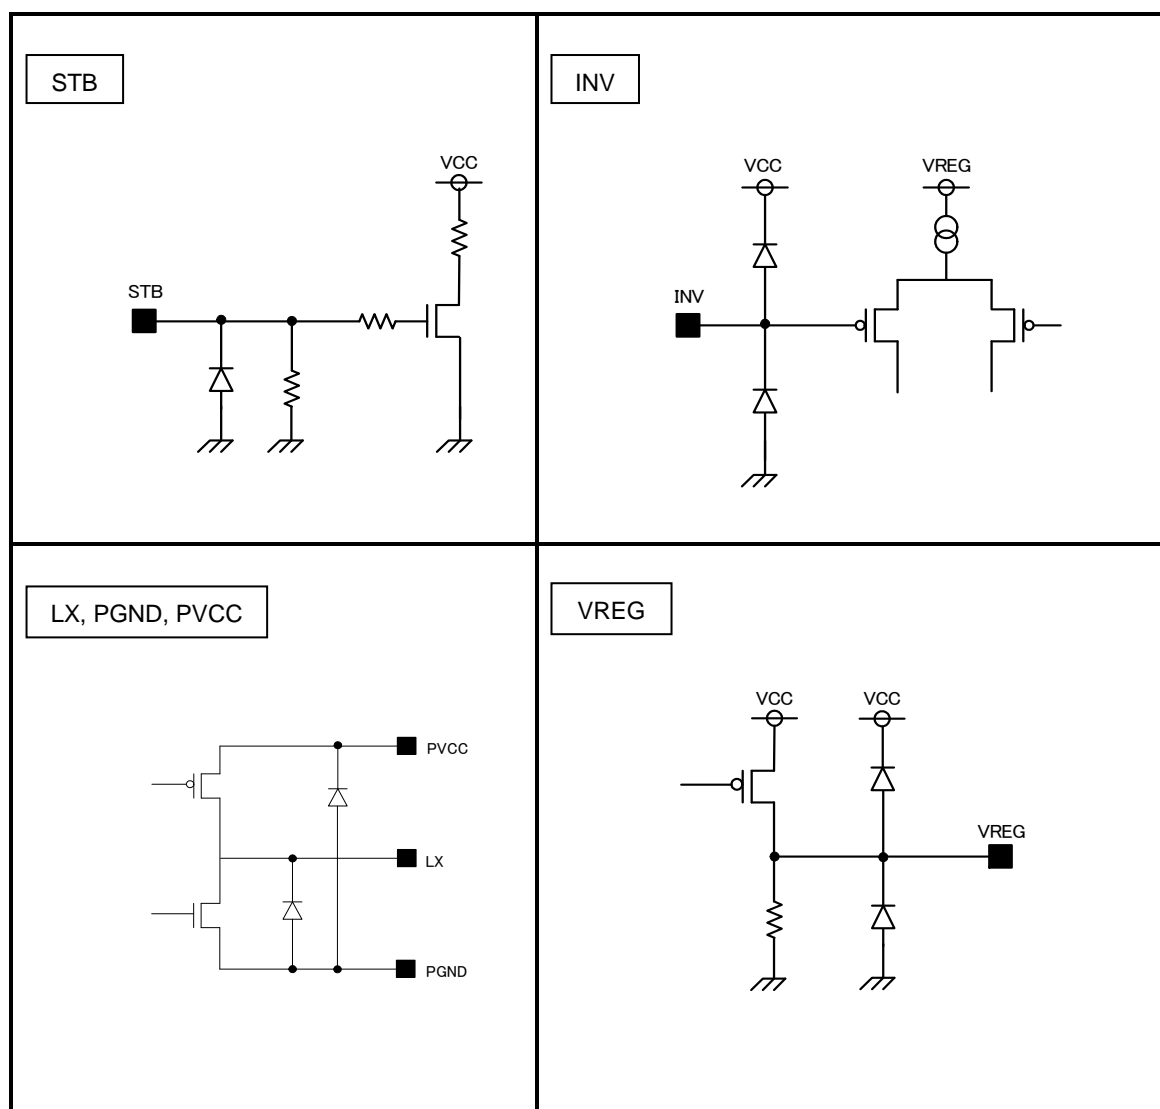 STB
VCC
STB
INV
VCC
VREG
INV
LX, PGND, PVCC
PVCC
LX
PGND
VREG
VCC
VCC
VREG